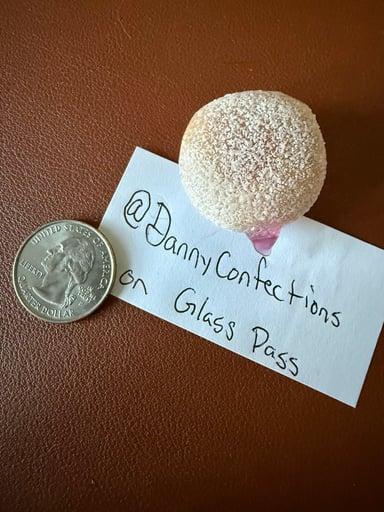 @DannyConfections
on Glass Pass
UNITED STATES OF AMERICA
LIBERTY
QUARTER DOLLAR